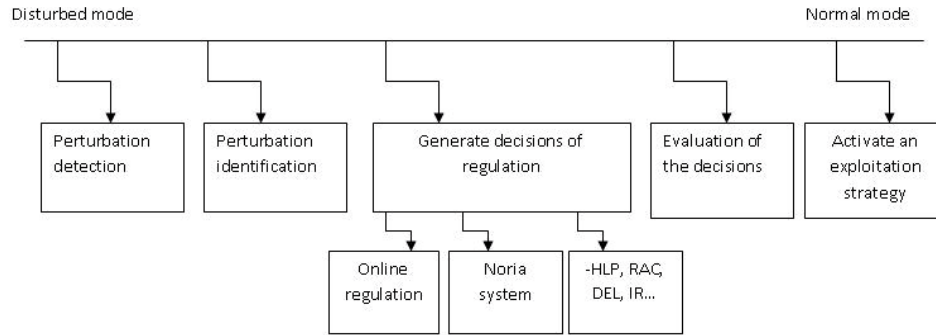 Disturbed mode
Normal mode
Perturbation
detection
Perturbation
identification
Generate decisions of
regulation
Evaluation of
the decisions
Activate an
exploitation
strategy
Online
regulation
Noria
system
-HLP, RAC,
DEL, IR...